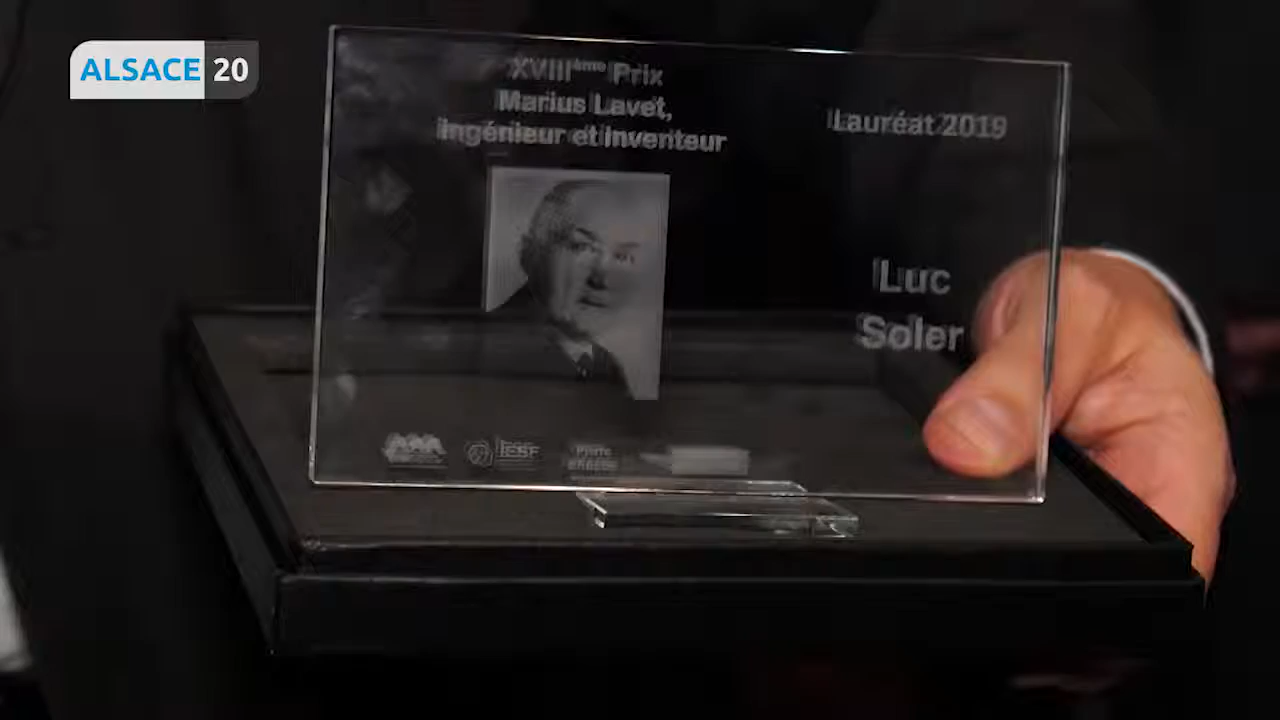 ALSACE 20
XVIIIème Prix
Marius Lavet,
ingénieur et inventeur
Lauréat 2019
Luc
Soler
IESF